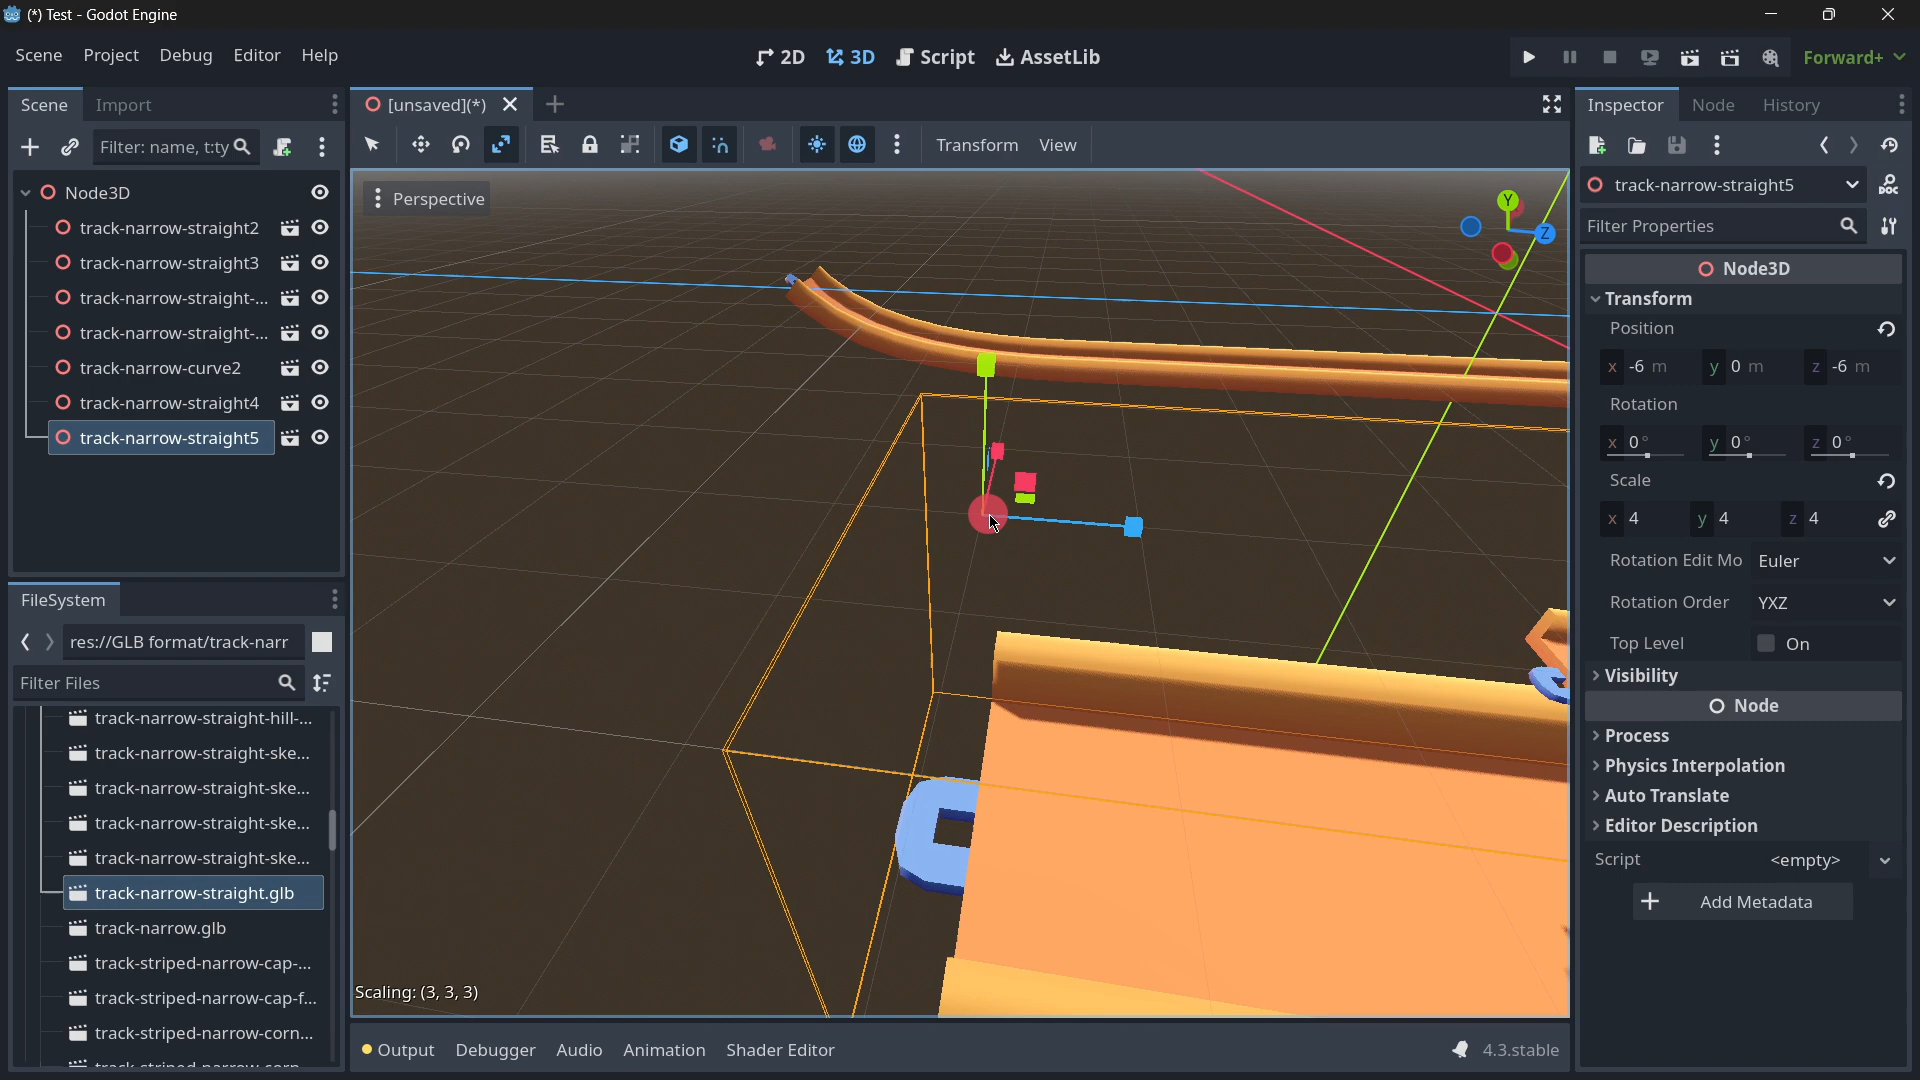 (*) Test - Godot Engine
Scene Project Debug Editor Help
2D 3D Script AssetLib
Forward+
Scene Import
Filter: name, t:ty
Node3D
track-narrow-straight2
track-narrow-straight3
track-narrow-straight-...
track-narrow-straight-...
track-narrow-curve2
track-narrow-straight4
track-narrow-straight5
FileSystem
res://GLB format/track-narr
Filter Files
track-narrow-straight-hill-...
track-narrow-straight-ske...
track-narrow-straight-ske...
track-narrow-straight-ske...
track-narrow-straight-ske...
track-narrow-straight.glb
track-narrow.glb
track-striped-narrow-cap-...
track-striped-narrow-cap-f...
track-striped-narrow-corn...
[unsaved](*)
Transform View
Perspective
Y
Z
Scaling: (3, 3, 3)
Output Debugger Audio Animation Shader Editor
4.3.stable
Inspector Node History
track-narrow-straight5
DOC
Filter Properties
Node3D
Transform
Position
x -6 m y 0 m z -6 m
Rotation
x 0° y 0° z 0°
Scale
x 4 y 4 z 4
Rotation Edit Mo Euler
Rotation Order YXZ
Top Level On
Visibility
Node
Process
Physics Interpolation
Auto Translate
Editor Description
Script <empty>
Add Metadata